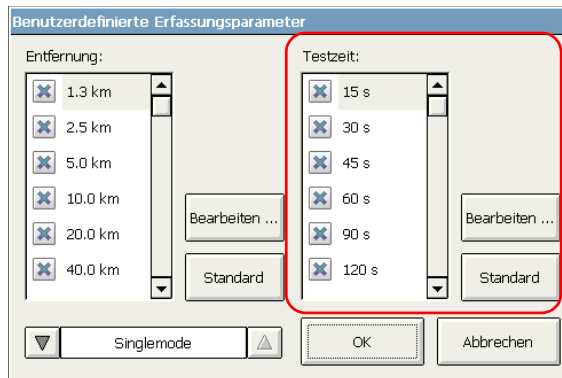 Benutzerdefinierte Erfassungsparameter
Entfernung:
1.3 km
2.5 km
5.0 km
10.0 km
20.0 km
40.0 km
Bearbeiten ...
Standard
Testzeit:
15 s
30 s
45 s
60 s
90 s
120 s
Bearbeiten ...
Standard
Singlemode
OK
Abbrechen